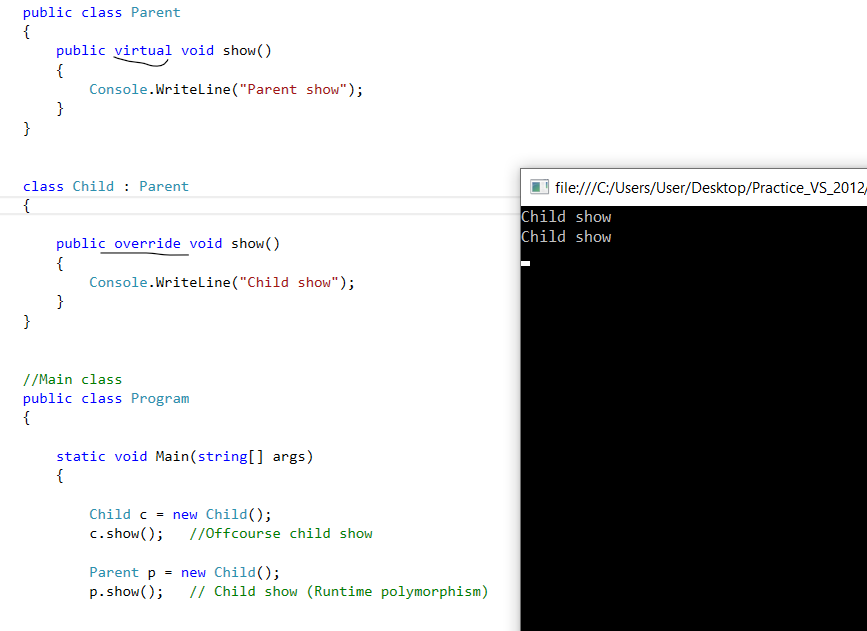 public class Parent
{
public virtual void show()
{
Console.WriteLine("Parent show");
}
}
class Child : Parent
{
public override void show()
{
Console.WriteLine("Child show");
}
}
//Main class
public class Program
{
static void Main(string[] args)
{
Child c = new Child();
c.show();   //Offcourse child show
Parent p = new Child();
p.show();   // Child show (Runtime polymorphism)
file:///C:/Users/User/Desktop/Practice_VS_2012/
Child show
Child show